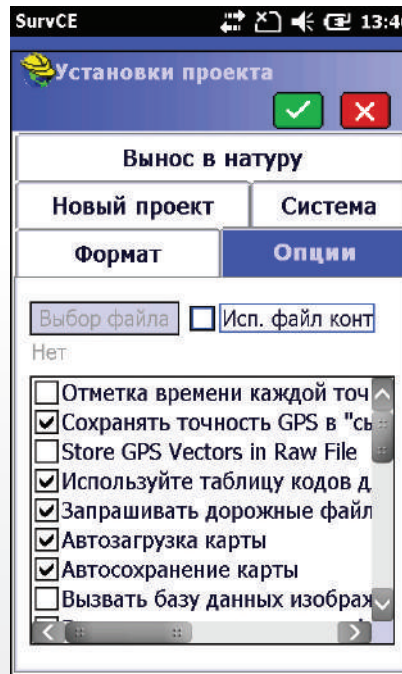 SurvCE
Установки проекта
Вынос в натуру
Новый проект Система
Формат Опции
Выбор файла Исп. файл конт
Нет
Отметка времени каждой точ
Сохранять точность GPS в "сь
Store GPS Vectors in Raw File
Используйте таблицу кодов д
Запрашивать дорожные файл
Автозагрузка карты
Автосохранение карты
Вызвать базу данных изображ